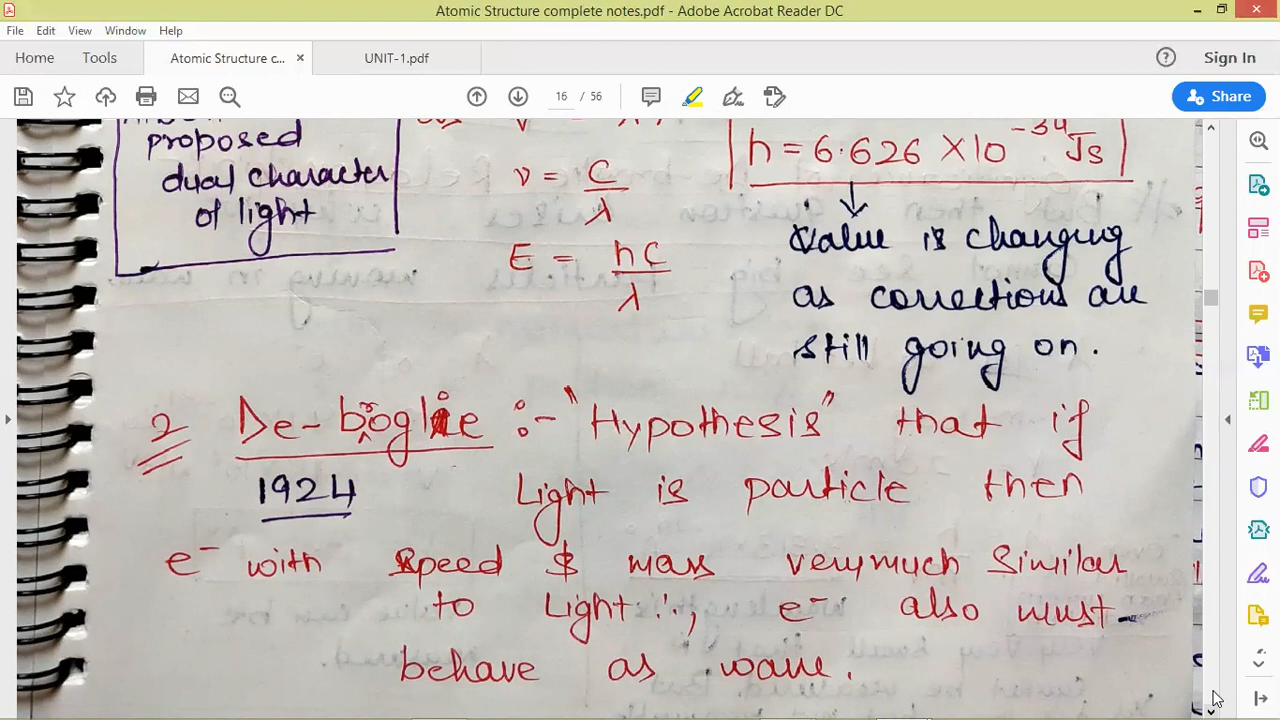 Atomic Structure complete notes.pdf - Adobe Acrobat Reader DC
File Edit View Window Help
Home Tools Atomic Structure c... × UNIT-1.pdf Sign In
16 / 56
Share
proposed
dual character
of light
ν = C/λ
E = hC/λ
h = 6.626 × 10⁻³⁴ Js
Value is changing
as corrections are
still going on.
2 De-broglie :- "Hypothesis" that if
1924 Light is particle then
e⁻ with speed & mass verymuch similar
to Light ∴, e⁻ also must
behave as wave.